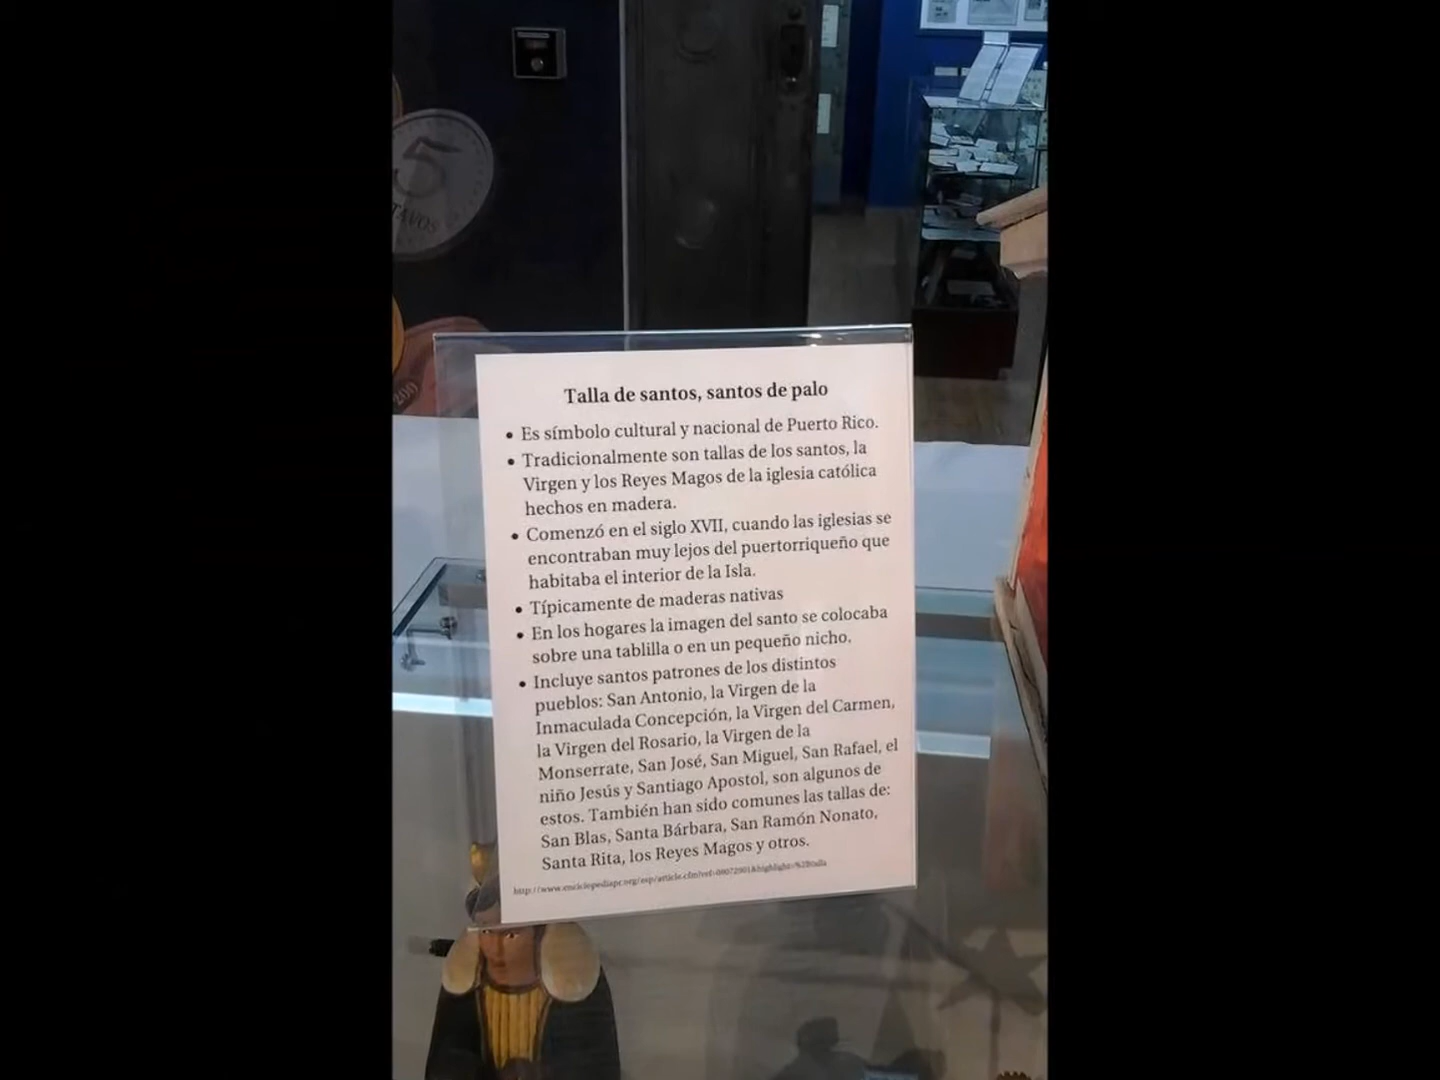 5
TAVOS
200
Talla de santos, santos de palo
• Es símbolo cultural y nacional de Puerto Rico.
• Tradicionalmente son tallas de los santos, la
Virgen y los Reyes Magos de la iglesia católica
hechos en madera.
• Comenzó en el siglo XVII, cuando las iglesias se
encontraban muy lejos del puertorriqueño que
habitaba el interior de la Isla.
• Típicamente de maderas nativas
• En los hogares la imagen del santo se colocaba
sobre una tablilla o en un pequeño nicho.
• Incluye santos patrones de los distintos
pueblos: San Antonio, la Virgen de la
Inmaculada Concepción, la Virgen del Carmen,
la Virgen del Rosario, la Virgen de la
Monserrate, San José, San Miguel, San Rafael, el
niño Jesús y Santiago Apostol, son algunos de
estos. También han sido comunes las tallas de:
San Blas, Santa Bárbara, San Ramón Nonato,
Santa Rita, los Reyes Magos y otros.